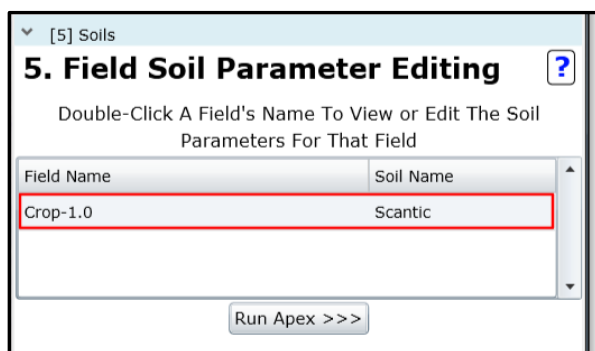 [5] Soils
5. Field Soil Parameter Editing
?
Double-Click A Field's Name To View or Edit The Soil
Parameters For That Field
Field Name Soil Name
Crop-1.0 Scantic
Run Apex >>>